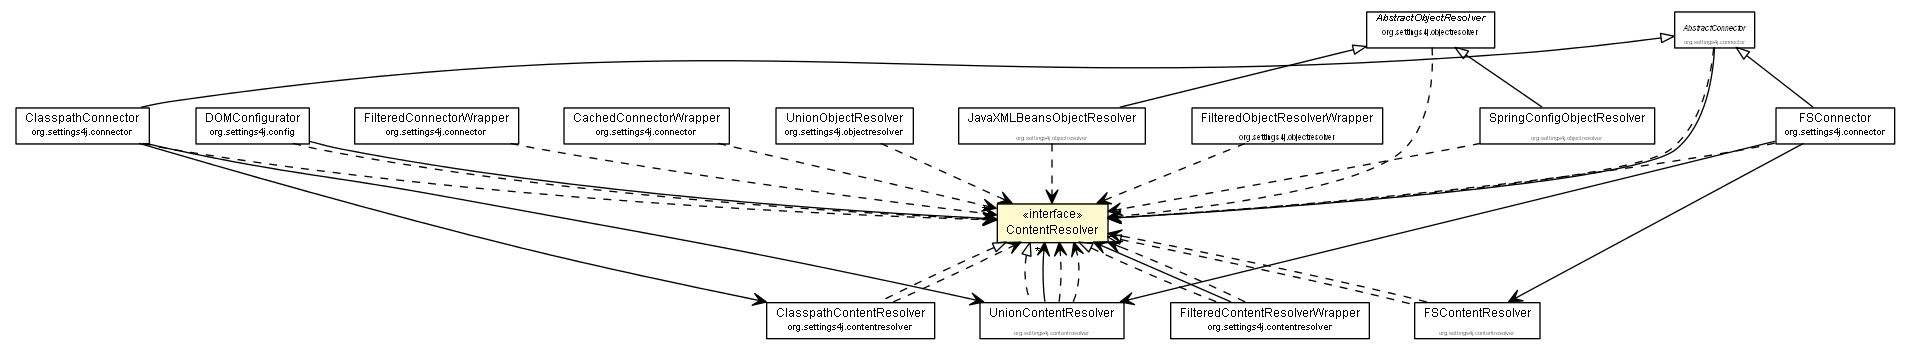 AbstractObjectResolver
org.settings4j.objectresolver
AbstractConnector
org.settings4j.connector
ClasspathConnector
org.settings4j.connector
DOMConfigurator
org.settings4j.config
FilteredConnectorWrapper
org.settings4j.connector
CachedConnectorWrapper
org.settings4j.connector
UnionObjectResolver
org.settings4j.objectresolver
JavaXMLBeansObjectResolver
org.settings4j.objectresolver
FilteredObjectResolverWrapper
org.settings4j.objectresolver
SpringConfigObjectResolver
org.settings4j.objectresolver
FSConnector
org.settings4j.connector
«interface»
ContentResolver
*
ClasspathContentResolver
org.settings4j.contentresolver
UnionContentResolver
org.settings4j.contentresolver
FilteredContentResolverWrapper
org.settings4j.contentresolver
FSContentResolver
org.settings4j.contentresolver